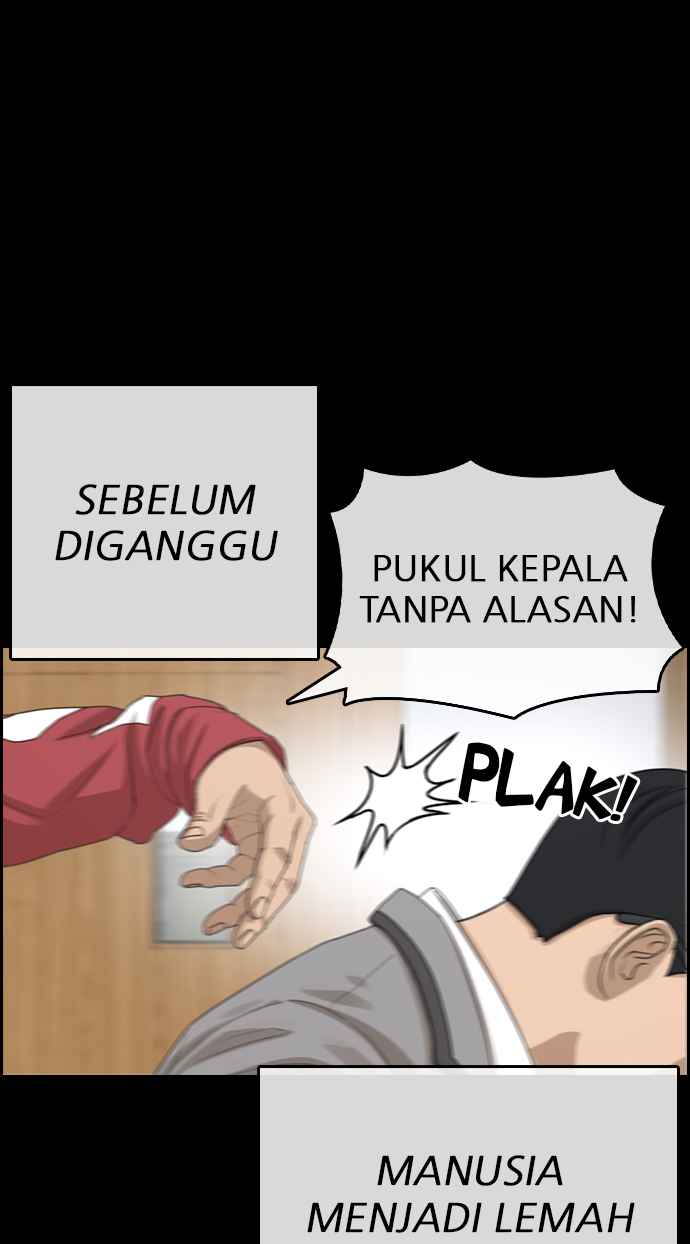 SEBELUM
DIGANGGU
PUKUL KEPALA
TANPA ALASAN!
PLAK!
MANUSIA
MENJADI LEMAH